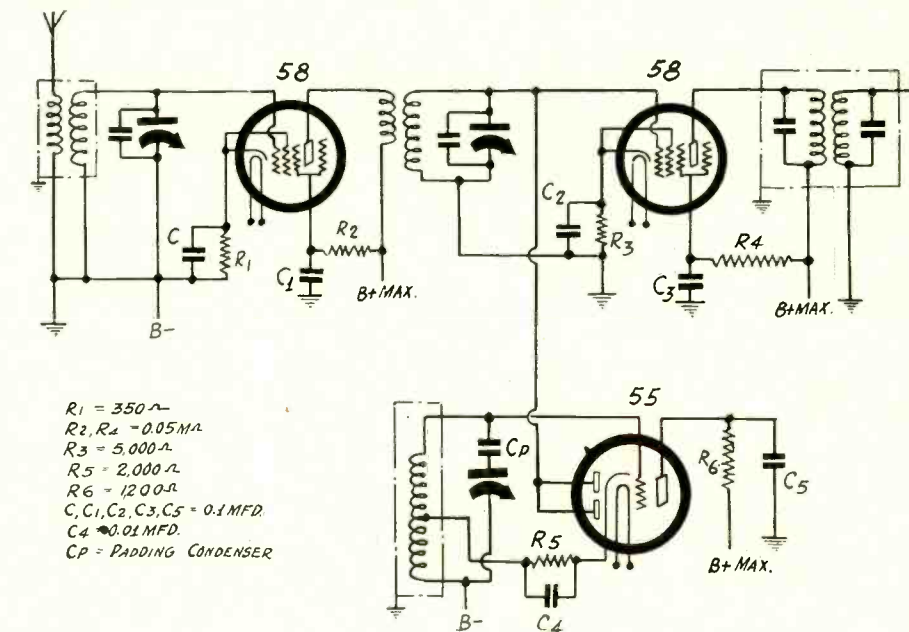 58
58
C
R1
R2
C1
B+MAX.
B-
C2
R3
C3
R4
B+MAX.
55
Cp
R5
C4
B-
R6
C5
B+MAX.
R1 = 350Ω
R2, R4 = 0.05MΩ
R3 = 5,000Ω
R5 = 2,000Ω
R6 = 1,200Ω
C, C1, C2, C3, C5 = 0.1 MFD.
C4 = 0.01 MFD.
CP = PADDING CONDENSER